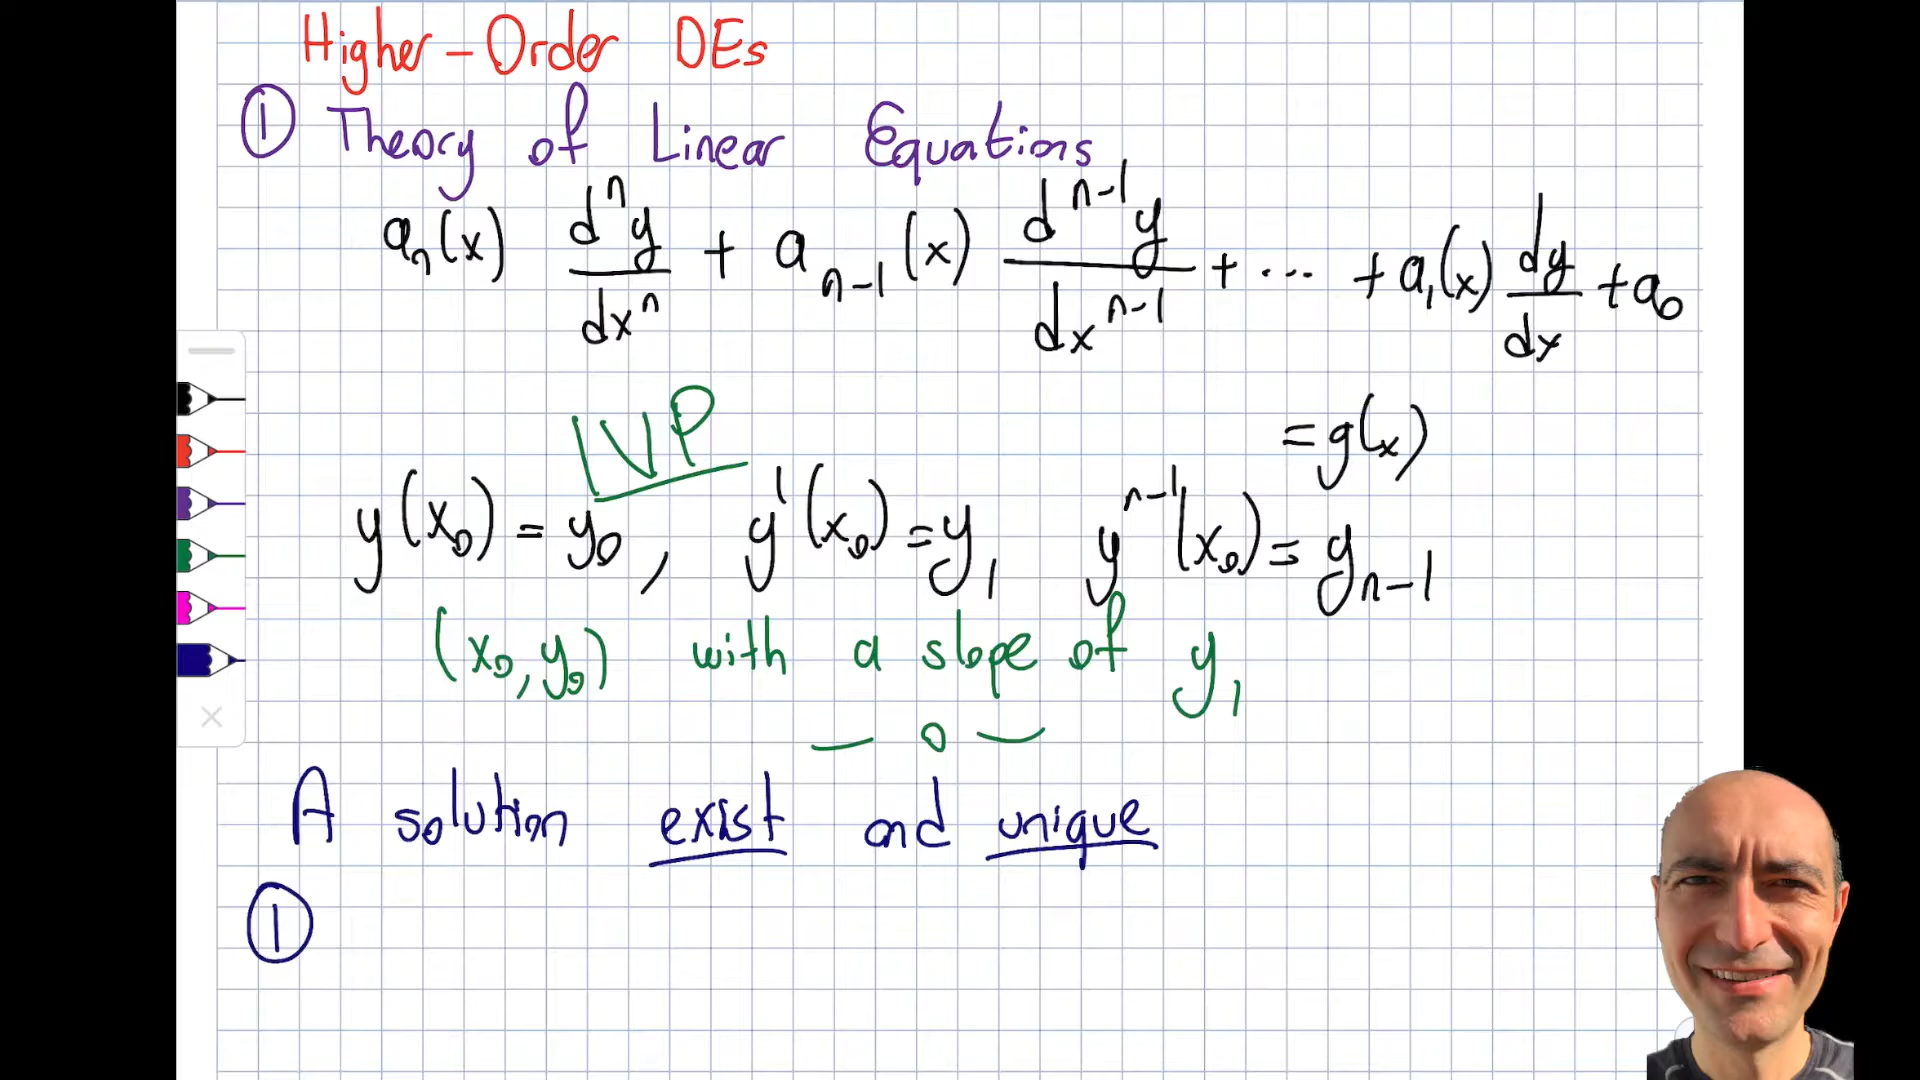 Higher-Order DEs
① Theory of Linear Equations
aₙ(x) dⁿy/dxⁿ + aₙ₋₁(x) dⁿ⁻¹y/dxⁿ⁻¹ + ... + a₁(x) dy/dx + a₀
= g(x)
IVP
y(x₀) = y₀, y'(x₀) = y₁ yⁿ⁻¹(x₀) = yₙ₋₁
(x₀, y₀) with a slope of y₁
— o —
A solution exist and unique
①